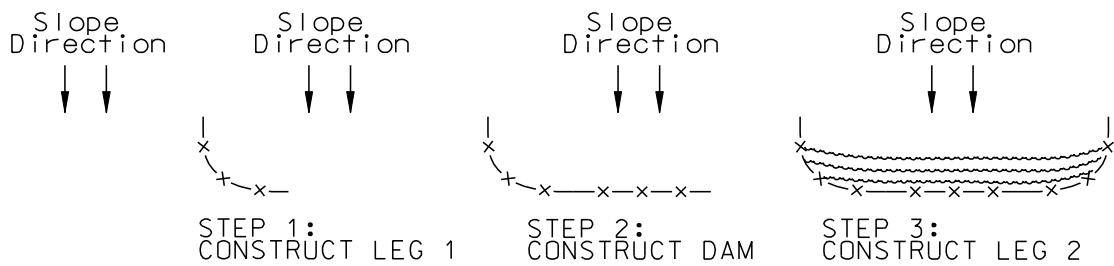 Slope
Direction
Slope
Direction
Slope
Direction
Slope
Direction
STEP 1:
CONSTRUCT LEG 1
STEP 2:
CONSTRUCT DAM
STEP 3:
CONSTRUCT LEG 2